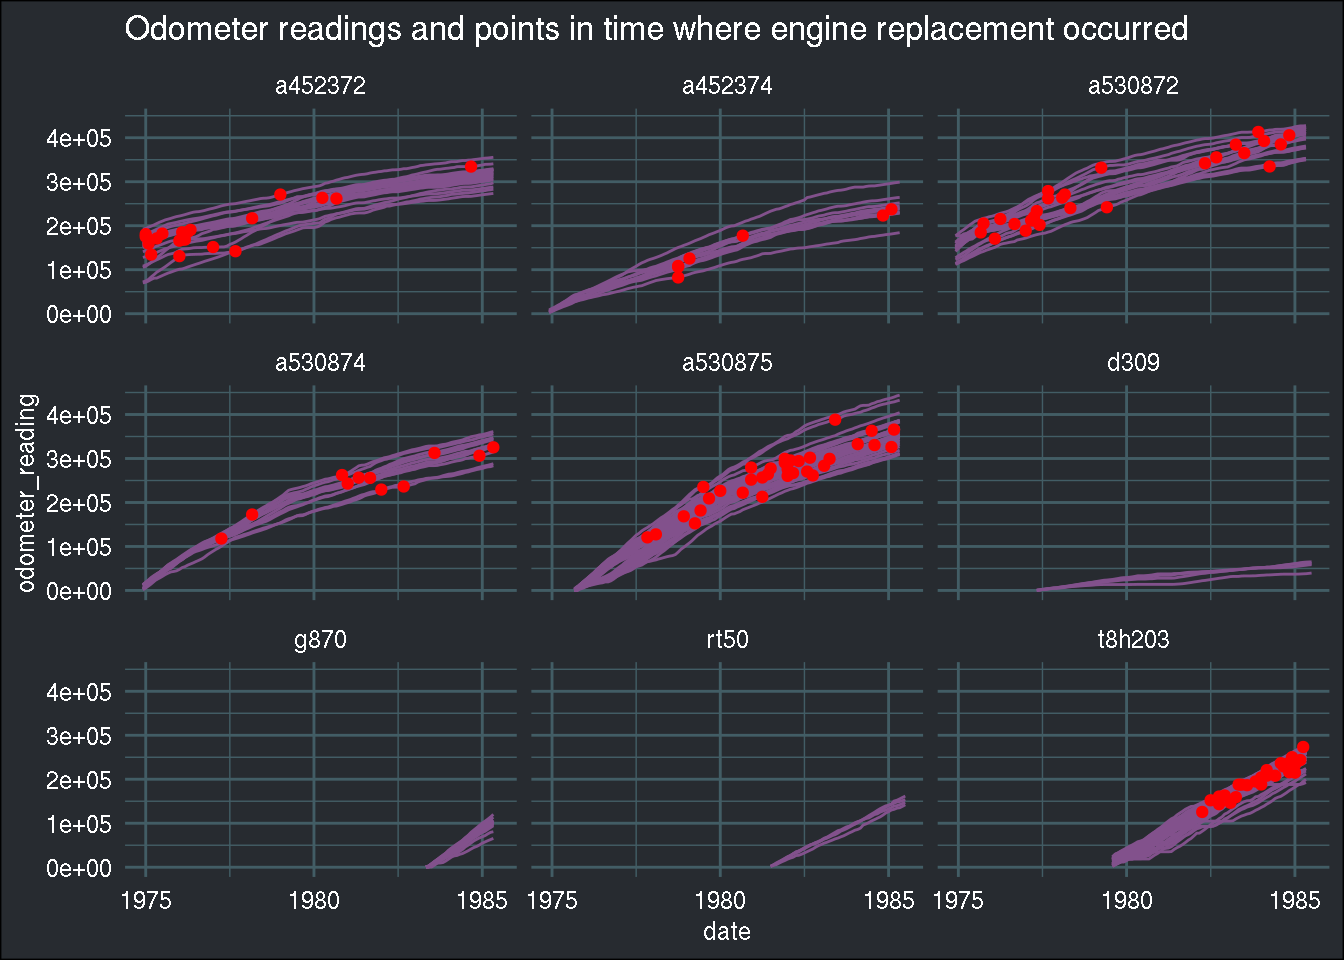 Odometer readings and points in time where engine replacement occurred
a452372 a452374 a530872
4e+05
3e+05
2e+05
1e+05
0e+00
a530874 a530875 d309
4e+05
3e+05
2e+05
1e+05
0e+00
odometer_reading
g870 rt50 t8h203
4e+05
3e+05
2e+05
1e+05
0e+00
1975 1980 1985 1975 1980 1985 1975 1980 1985
date